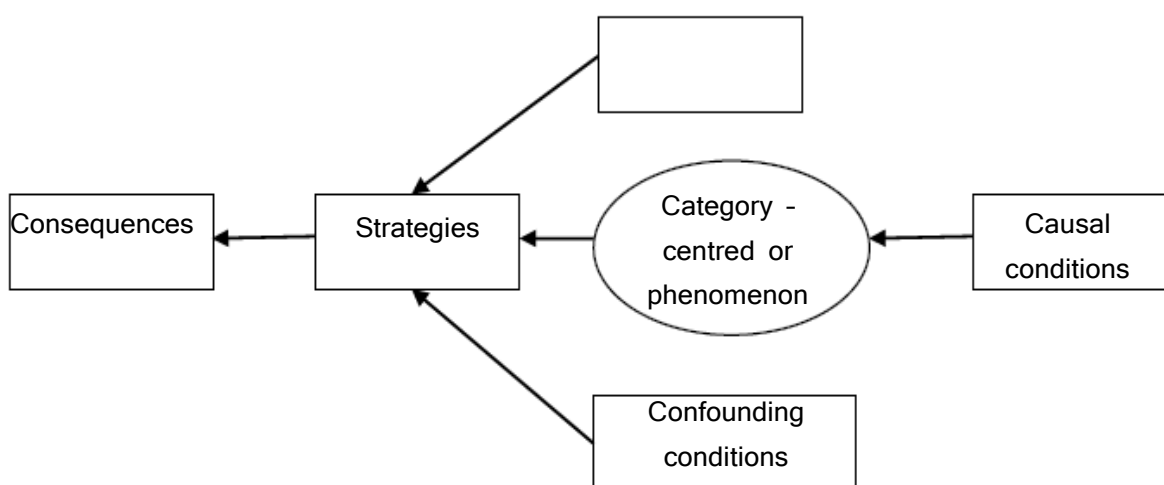 Consequences
Strategies
Category -
centred or
phenomenon
Causal
conditions
Confounding
conditions